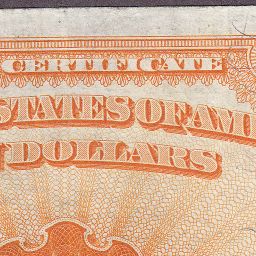 CERTIFICATE
STATES OF AM
DOLLARS